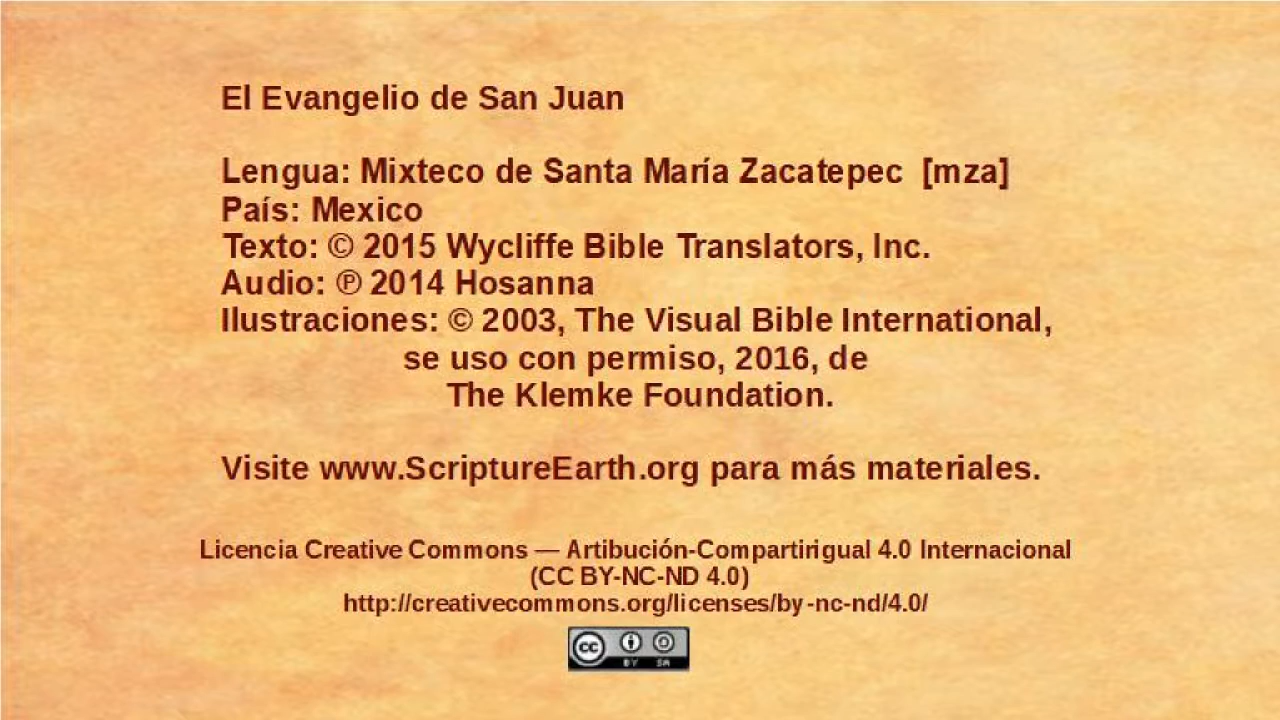 El Evangelio de San Juan
Lengua: Mixteco de Santa María Zacatepec [mza]
País: Mexico
Texto: © 2015 Wycliffe Bible Translators, Inc.
Audio: ℗ 2014 Hosanna
Ilustraciones: © 2003, The Visual Bible International,
se uso con permiso, 2016, de
The Klemke Foundation.
Visite www.ScriptureEarth.org para más materiales.
Licencia Creative Commons — Artibución-Compartirigual 4.0 Internacional
(CC BY-NC-ND 4.0)
http://creativecommons.org/licenses/by-nc-nd/4.0/
cc BY SA